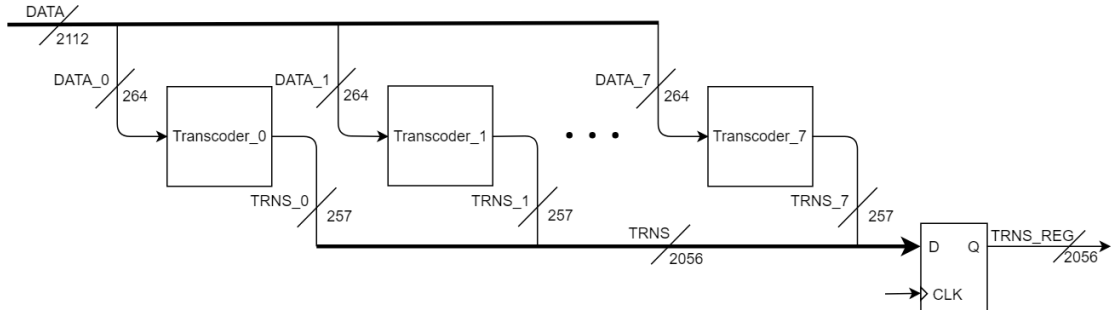 DATA
2112
DATA_0
264
DATA_1
264
DATA_7
264
Transcoder_0
Transcoder_1
Transcoder_7
TRNS_0
257
TRNS_1
257
TRNS_7
257
TRNS
2056
D
Q
TRNS_REG
2056
CLK